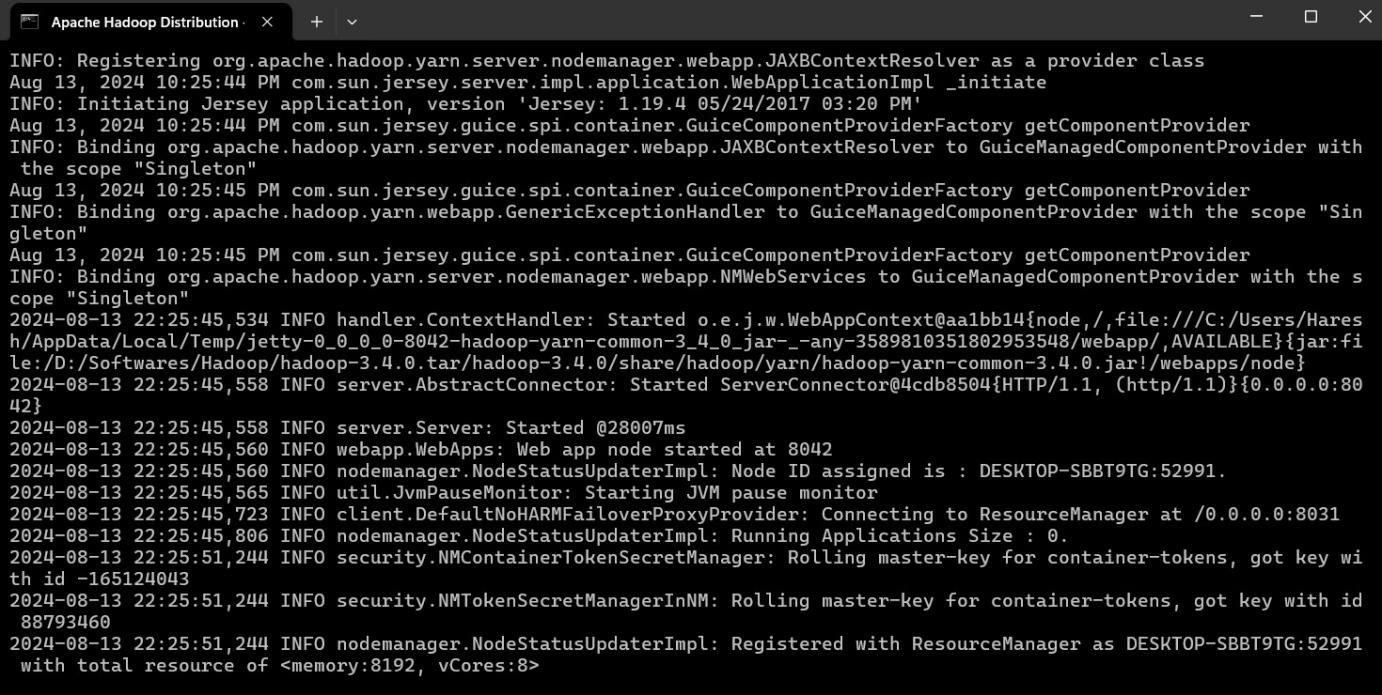 Apache Hadoop Distribution -
INFO: Registering org.apache.hadoop.yarn.server.nodemanager.webapp.JAXBContextResolver as a provider class
Aug 13, 2024 10:25:44 PM com.sun.jersey.server.impl.application.WebApplicationImpl _initiate
INFO: Initiating Jersey application, version 'Jersey: 1.19.4 05/24/2017 03:20 PM'
Aug 13, 2024 10:25:44 PM com.sun.jersey.guice.spi.container.GuiceComponentProviderFactory getComponentProvider
INFO: Binding org.apache.hadoop.yarn.server.nodemanager.webapp.JAXBContextResolver to GuiceManagedComponentProvider with
 the scope "Singleton"
Aug 13, 2024 10:25:45 PM com.sun.jersey.guice.spi.container.GuiceComponentProviderFactory getComponentProvider
INFO: Binding org.apache.hadoop.yarn.webapp.GenericExceptionHandler to GuiceManagedComponentProvider with the scope "Sin
gleton"
Aug 13, 2024 10:25:45 PM com.sun.jersey.guice.spi.container.GuiceComponentProviderFactory getComponentProvider
INFO: Binding org.apache.hadoop.yarn.server.nodemanager.webapp.NMWebServices to GuiceManagedComponentProvider with the s
cope "Singleton"
2024-08-13 22:25:45,534 INFO handler.ContextHandler: Started o.e.j.w.WebAppContext@aa1bb14{node,/,file:///C:/Users/Hares
h/AppData/Local/Temp/jetty-0_0_0_0-8042-hadoop-yarn-common-3_4_0_jar-_-any-3589810351802953548/webapp/,AVAILABLE}{jar:fi
le:/D:/Softwares/Hadoop/hadoop-3.4.0.tar/hadoop-3.4.0/share/hadoop/yarn/hadoop-yarn-common-3.4.0.jar!/webapps/node}
2024-08-13 22:25:45,558 INFO server.AbstractConnector: Started ServerConnector@4cdb8504{HTTP/1.1, (http/1.1)}{0.0.0.0:80
42}
2024-08-13 22:25:45,558 INFO server.Server: Started @28007ms
2024-08-13 22:25:45,560 INFO webapp.WebApps: Web app node started at 8042
2024-08-13 22:25:45,560 INFO nodemanager.NodeStatusUpdaterImpl: Node ID assigned is : DESKTOP-SBBT9TG:52991.
2024-08-13 22:25:45,565 INFO util.JvmPauseMonitor: Starting JVM pause monitor
2024-08-13 22:25:45,723 INFO client.DefaultNoHARMFailoverProxyProvider: Connecting to ResourceManager at /0.0.0.0:8031
2024-08-13 22:25:45,806 INFO nodemanager.NodeStatusUpdaterImpl: Running Applications Size : 0.
2024-08-13 22:25:51,244 INFO security.NMContainerTokenSecretManager: Rolling master-key for container-tokens, got key wi
th id -165124043
2024-08-13 22:25:51,244 INFO security.NMTokenSecretManagerInNM: Rolling master-key for container-tokens, got key with id
 88793460
2024-08-13 22:25:51,244 INFO nodemanager.NodeStatusUpdaterImpl: Registered with ResourceManager as DESKTOP-SBBT9TG:52991
 with total resource of <memory:8192, vCores:8>